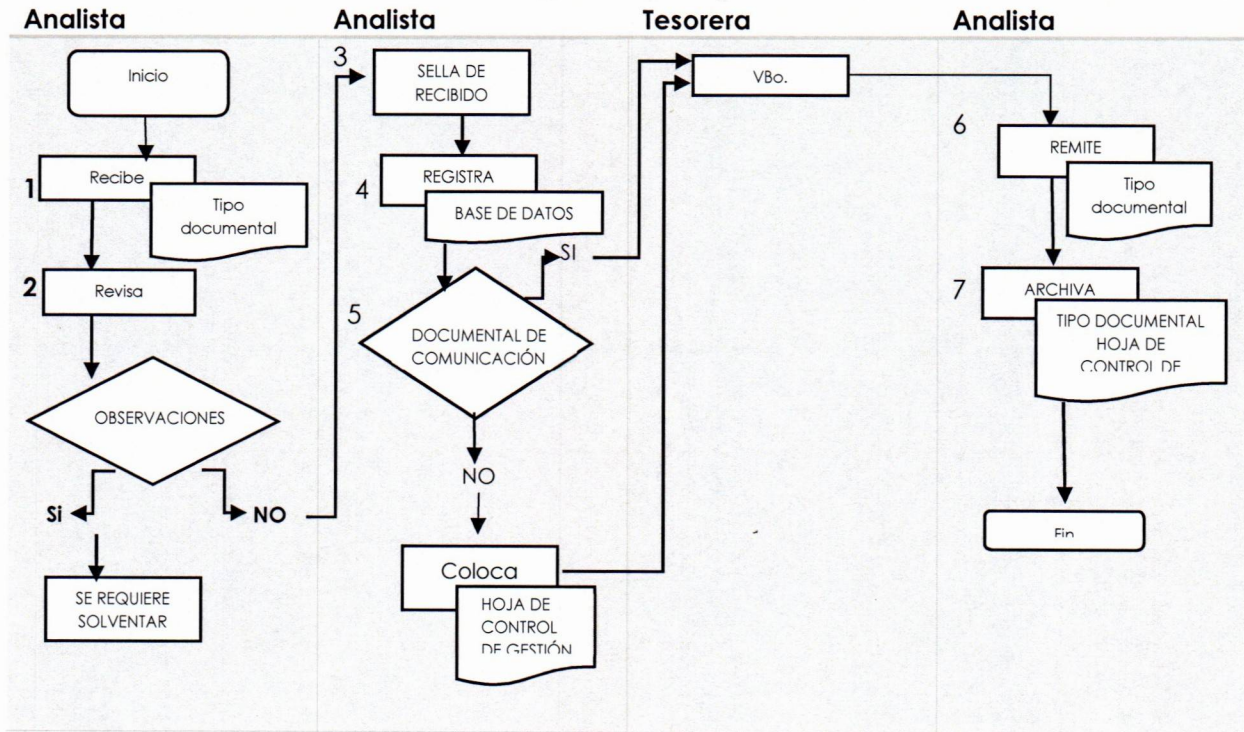 Analista
Analista
Tesorera
Analista
Inicio
1
Recibe
Tipo
documental
2
Revisa
OBSERVACIONES
Si
NO
SE REQUIERE
SOLVENTAR
3
SELLA DE
RECIBIDO
4
REGISTRA
BASE DE DATOS
SI
5
DOCUMENTAL DE
COMUNICACIÓN
NO
Coloca
HOJA DE
CONTROL
DE GESTIÓN
VBo.
6
REMITE
Tipo
documental
7
ARCHIVA
TIPO DOCUMENTAL
HOJA DE
CONTROL DE
Fin